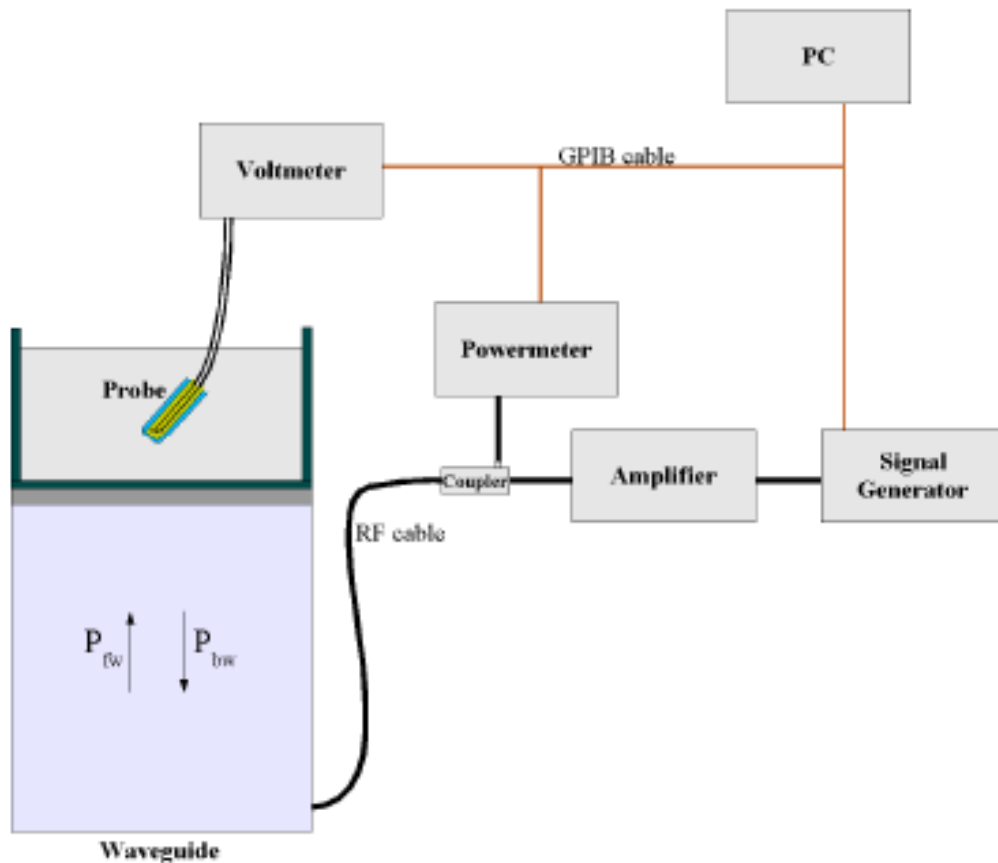 PC
Voltmeter
GPIB cable
Powermeter
Probe
Coupler
Amplifier
Signal
Generator
RF cable
P fw
P bw
Waveguide